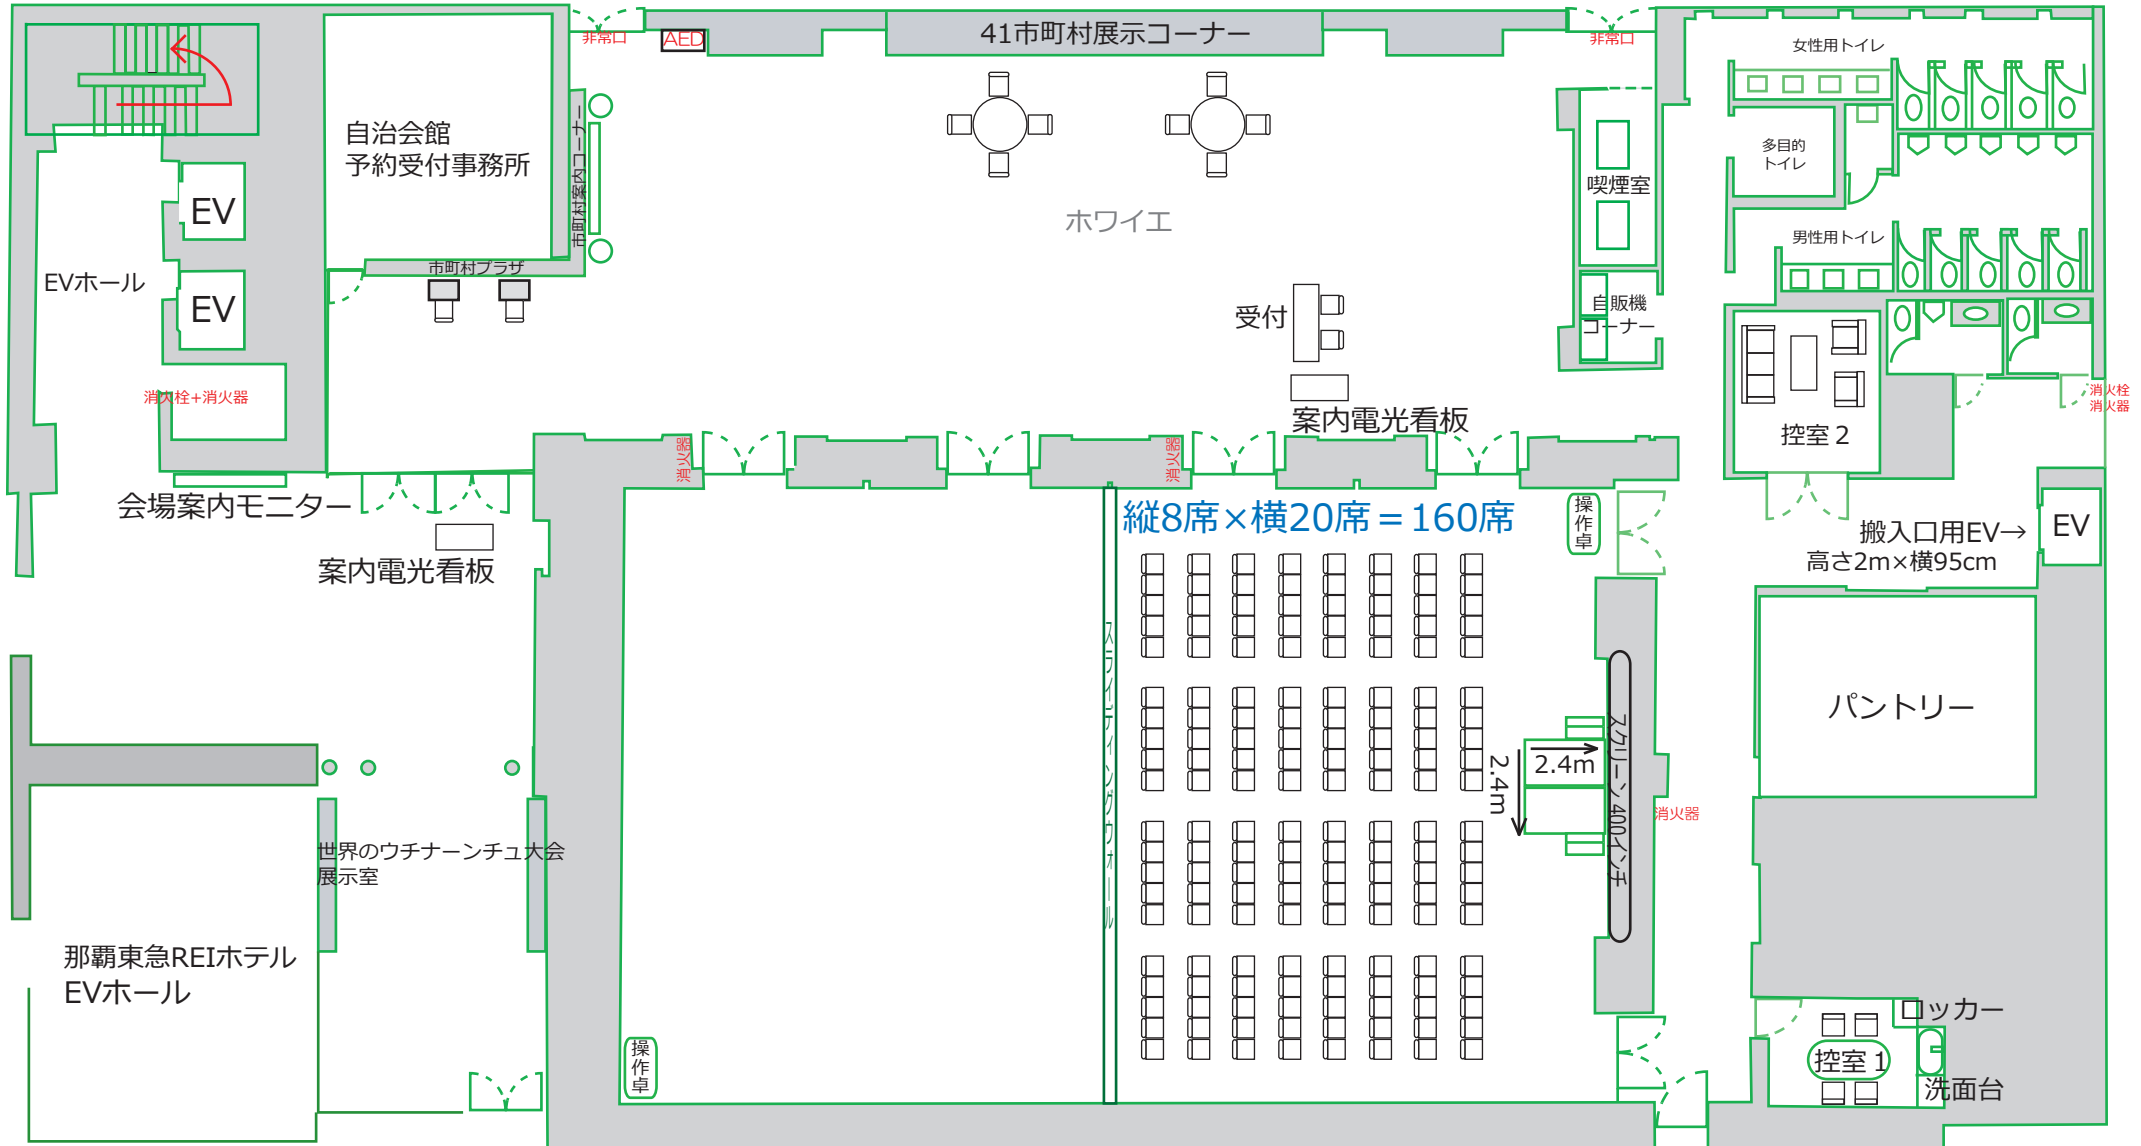 41市町村展示コーナー
非常口
AED
非常口
女性用トイレ
自治会館
予約受付事務所
市町村案内コーナー
多目的
トイレ
喫煙室
EV
ホワイエ
男性用トイレ
EVホール
市町村プラザ
EV
受付
自販機
コーナー
消火栓+消火器
案内電光看板
控室2
消火栓
消火器
消火器
消火器
会場案内モニター
縦8席×横20席＝160席
操作卓
搬入口用EV→
高さ2m×横95cm
EV
案内電光看板
スライディングウォール
パントリー
2.4m
2.4m
スクリーン400インチ
消火器
世界のウチナーンチュ大会
展示室
那覇東急REIホテル
EVホール
ロッカー
操作卓
控室1
洗面台